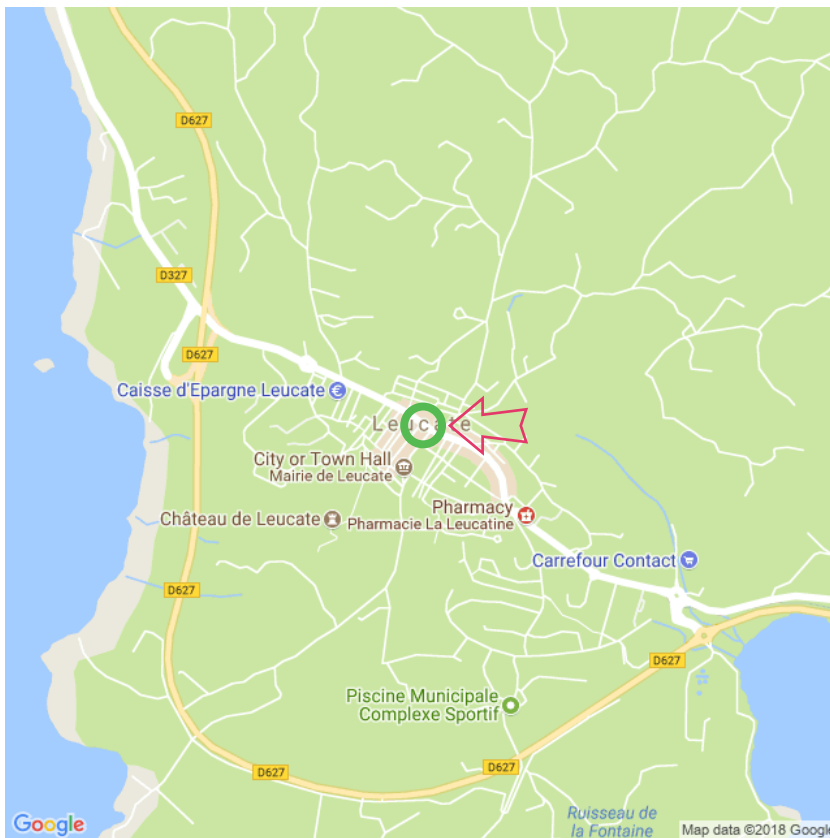 D627
D327
D627
Caisse d'Epargne Leucate
Leucate
City or Town Hall
Mairie de Leucate
Pharmacy
Pharmacie La Leucatine
Château de Leucate
Carrefour Contact
D627
D627
Piscine Municipale
Complexe Sportif
D627
D627
Ruisseau de
la Fontaine
Google
Map data ©2018 Google